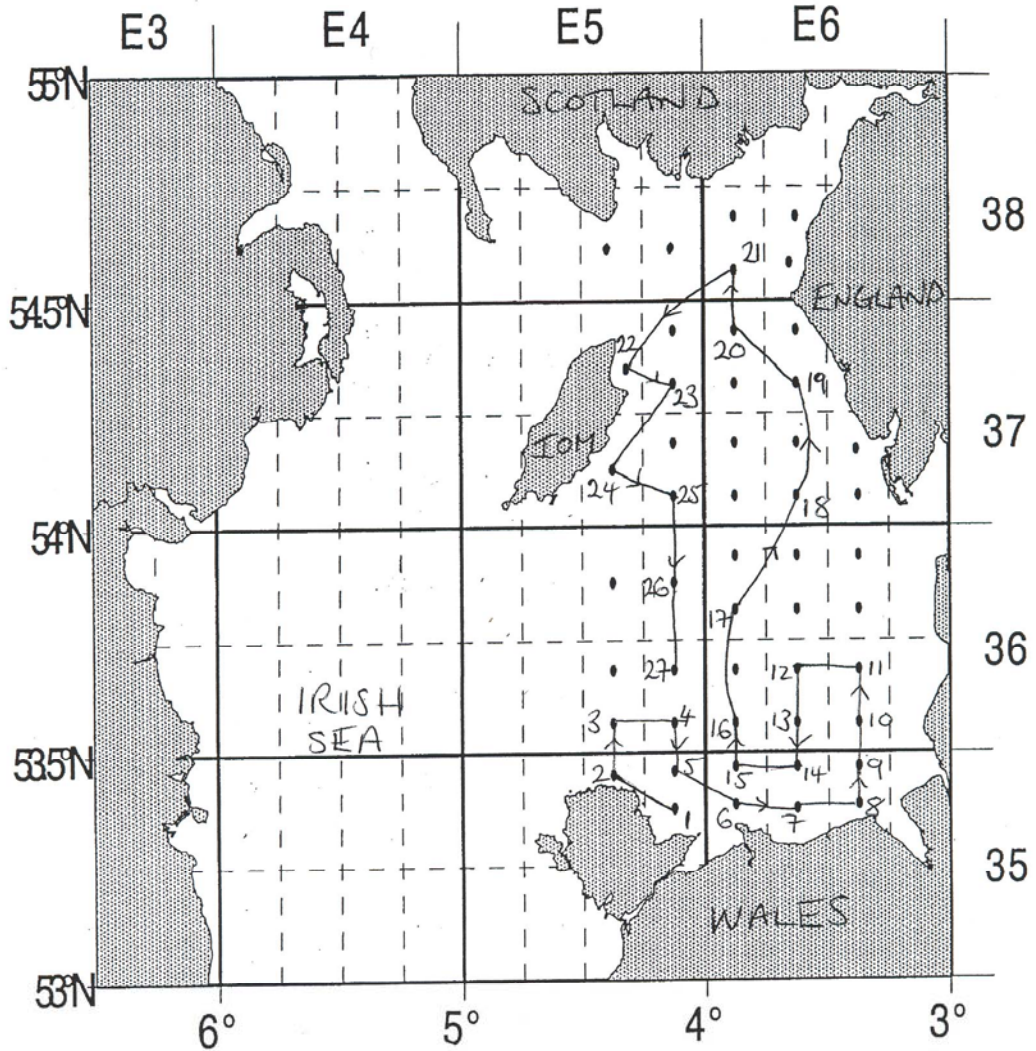 E3 E4 E5 E6
55°N
SCOTLAND
38
21
54.5°N
ENGLAND
22
20
19
23
37
IOM
24 25
18
54°N
26
17
36
27
12 11
IRIISH
SEA
3 4
16 13 10
53.5°N
2 5
15 14 9
1 6 7 8
35
WALES
53°N
6° 5° 4° 3°